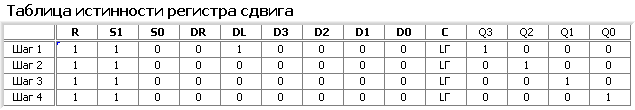 Таблица истинности регистра сдвига
R S1 S0 DR DL D3 D2 D1 D0 C Q3 Q2 Q1 Q0
Шаг 1 1 1 0 0 1 0 0 0 0 LГ 1 0 0 0
Шаг 2 1 1 0 0 0 0 0 0 0 LГ 0 1 0 0
Шаг 3 1 1 0 0 0 0 0 0 0 LГ 0 0 1 0
Шаг 4 1 1 0 0 0 0 0 0 0 LГ 0 0 0 1